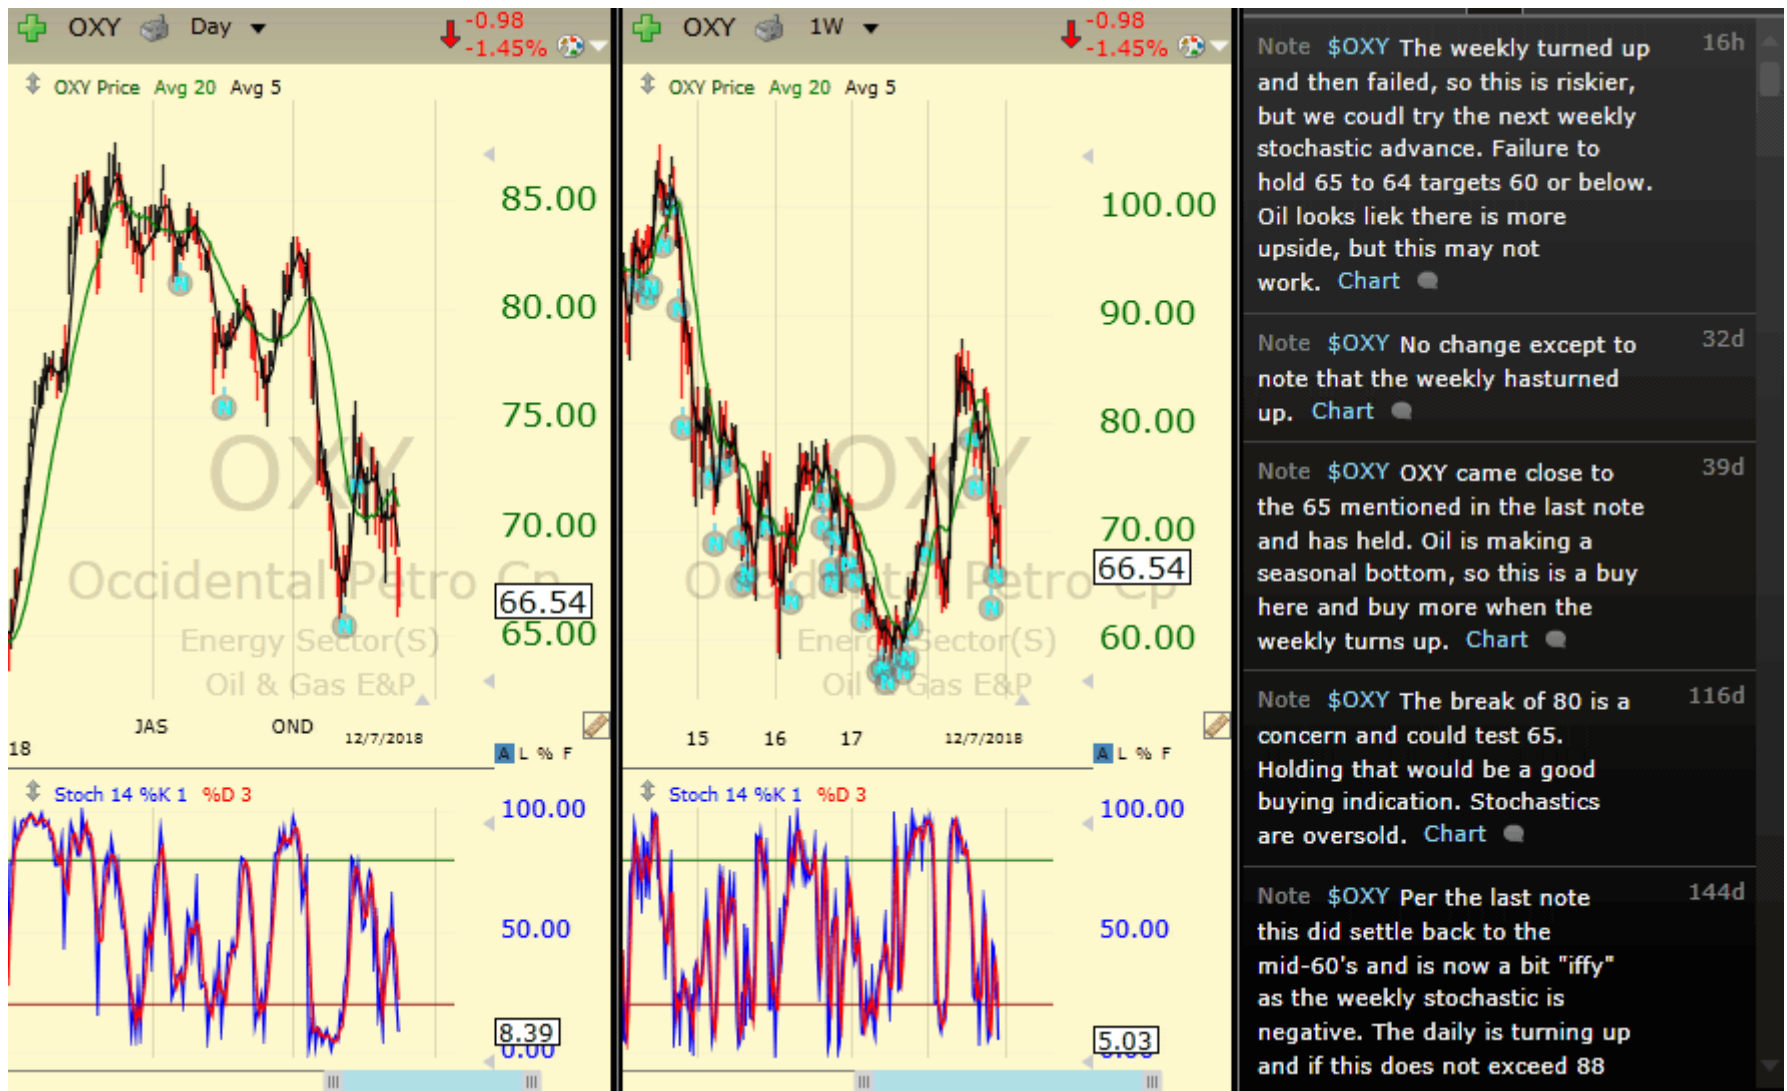 OXY Day
-0.98
-1.45%
OXY Price Avg 20 Avg 5
85.00
80.00
75.00
70.00
66.54
65.00
OXY
Occidental Petro Cp
Energy Sector(S)
Oil & Gas E&P
18 JAS OND 12/7/2018
A L % F
Stoch 14 %K 1 %D 3
100.00
50.00
8.39
0.00
OXY 1W
-0.98
-1.45%
OXY Price Avg 20 Avg 5
100.00
90.00
80.00
70.00
66.54
60.00
OXY
Occidental Petro Cp
Energy Sector(S)
Oil & Gas E&P
15 16 17 12/7/2018
A L % F
Stoch 14 %K 1 %D 3
100.00
50.00
5.03
Note $OXY The weekly turned up 16h
and then failed, so this is riskier,
but we coudl try the next weekly
stochastic advance. Failure to
hold 65 to 64 targets 60 or below.
Oil looks liek there is more
upside, but this may not
work. Chart
Note $OXY No change except to 32d
note that the weekly hasturned
up. Chart
Note $OXY OXY came close to 39d
the 65 mentioned in the last note
and has held. Oil is making a
seasonal bottom, so this is a buy
here and buy more when the
weekly turns up. Chart
Note $OXY The break of 80 is a 116d
concern and could test 65.
Holding that would be a good
buying indication. Stochastics
are oversold. Chart
Note $OXY Per the last note 144d
this did settle back to the
mid-60's and is now a bit "iffy"
as the weekly stochastic is
negative. The daily is turning up
and if this does not exceed 88